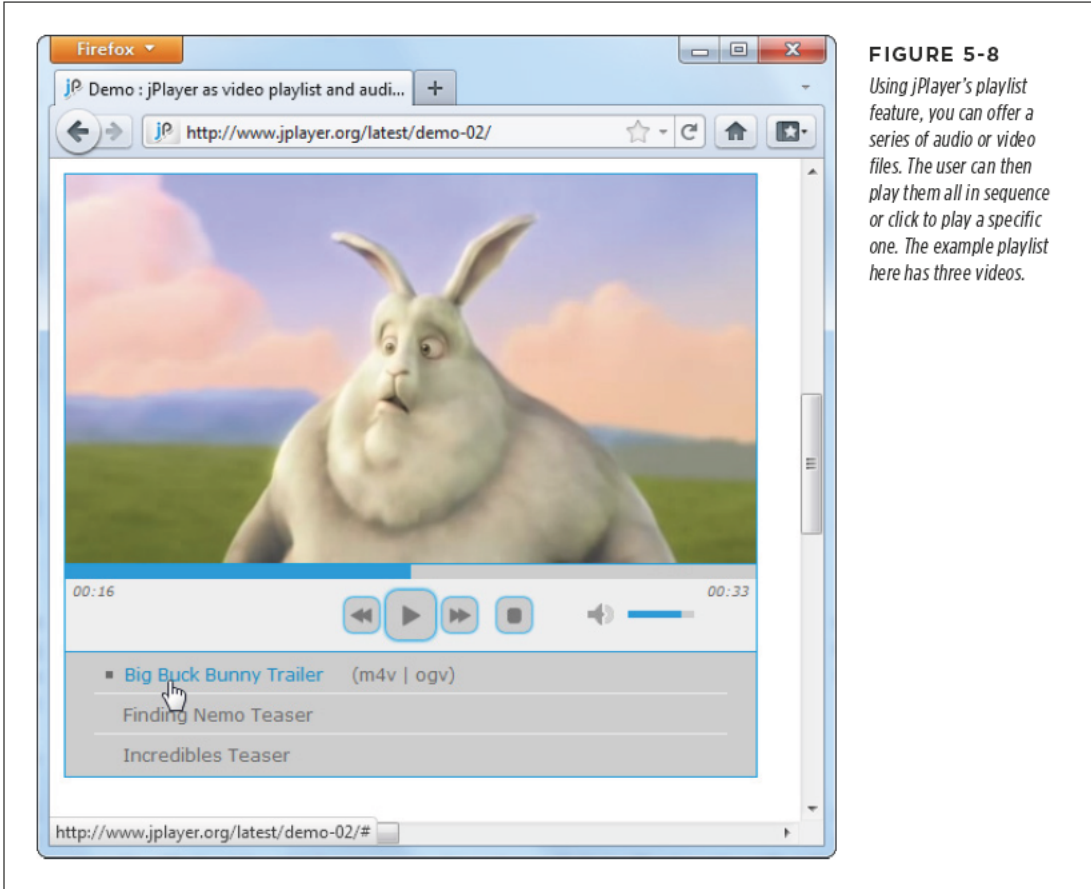 Firefox
jP Demo : jPlayer as video playlist and audi...
jP http://www.jplayer.org/latest/demo-02/
00:16
00:33
Big Buck Bunny Trailer (m4v | ogv)
Finding Nemo Teaser
Incredibles Teaser
http://www.jplayer.org/latest/demo-02/#
FIGURE 5-8
Using jPlayer's playlist
feature, you can offer a
series of audio or video
files. The user can then
play them all in sequence
or click to play a specific
one. The example playlist
here has three videos.